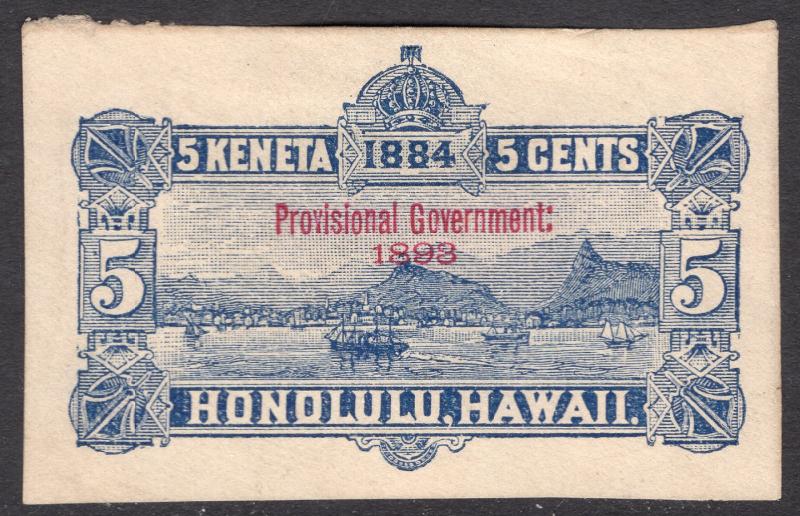 5 KENETA 1884 5 CENTS
Provisional Government:
1893
5 5
HONOLULU, HAWAII.